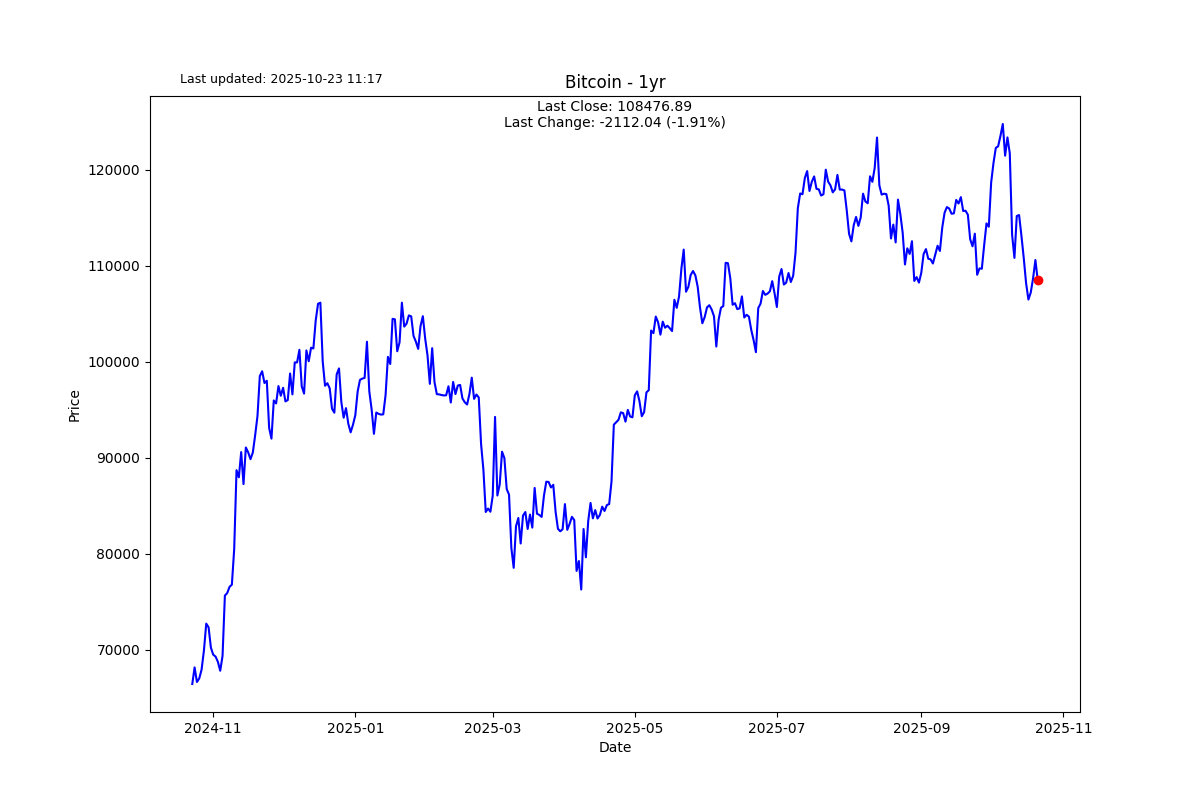 Last updated: 2025-10-23 11:17
Bitcoin - 1yr
Last Close: 108476.89
Last Change: -2112.04 (-1.91%)
120000
110000
100000
90000
80000
70000
Price
2024-11
2025-01
2025-03
2025-05
2025-07
2025-09
2025-11
Date